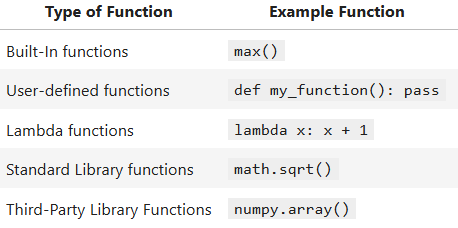 Type of Function Example Function
Built-In functions max()
User-defined functions def my_function(): pass
Lambda functions lambda x: x + 1
Standard Library functions math.sqrt()
Third-Party Library Functions numpy.array()